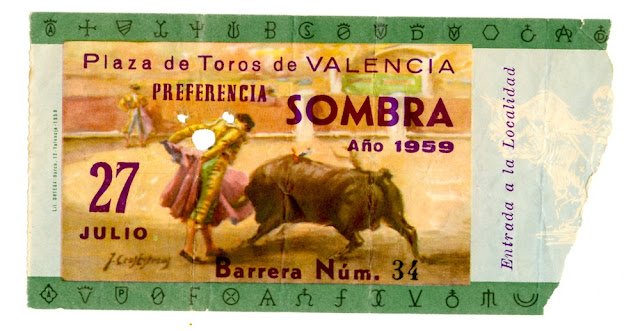 Plaza de Toros de VALENCIA
PREFERENCIA
SOMBRA
Año 1959
27
JULIO
Barrera Núm. 34
Entrada a la Localidad